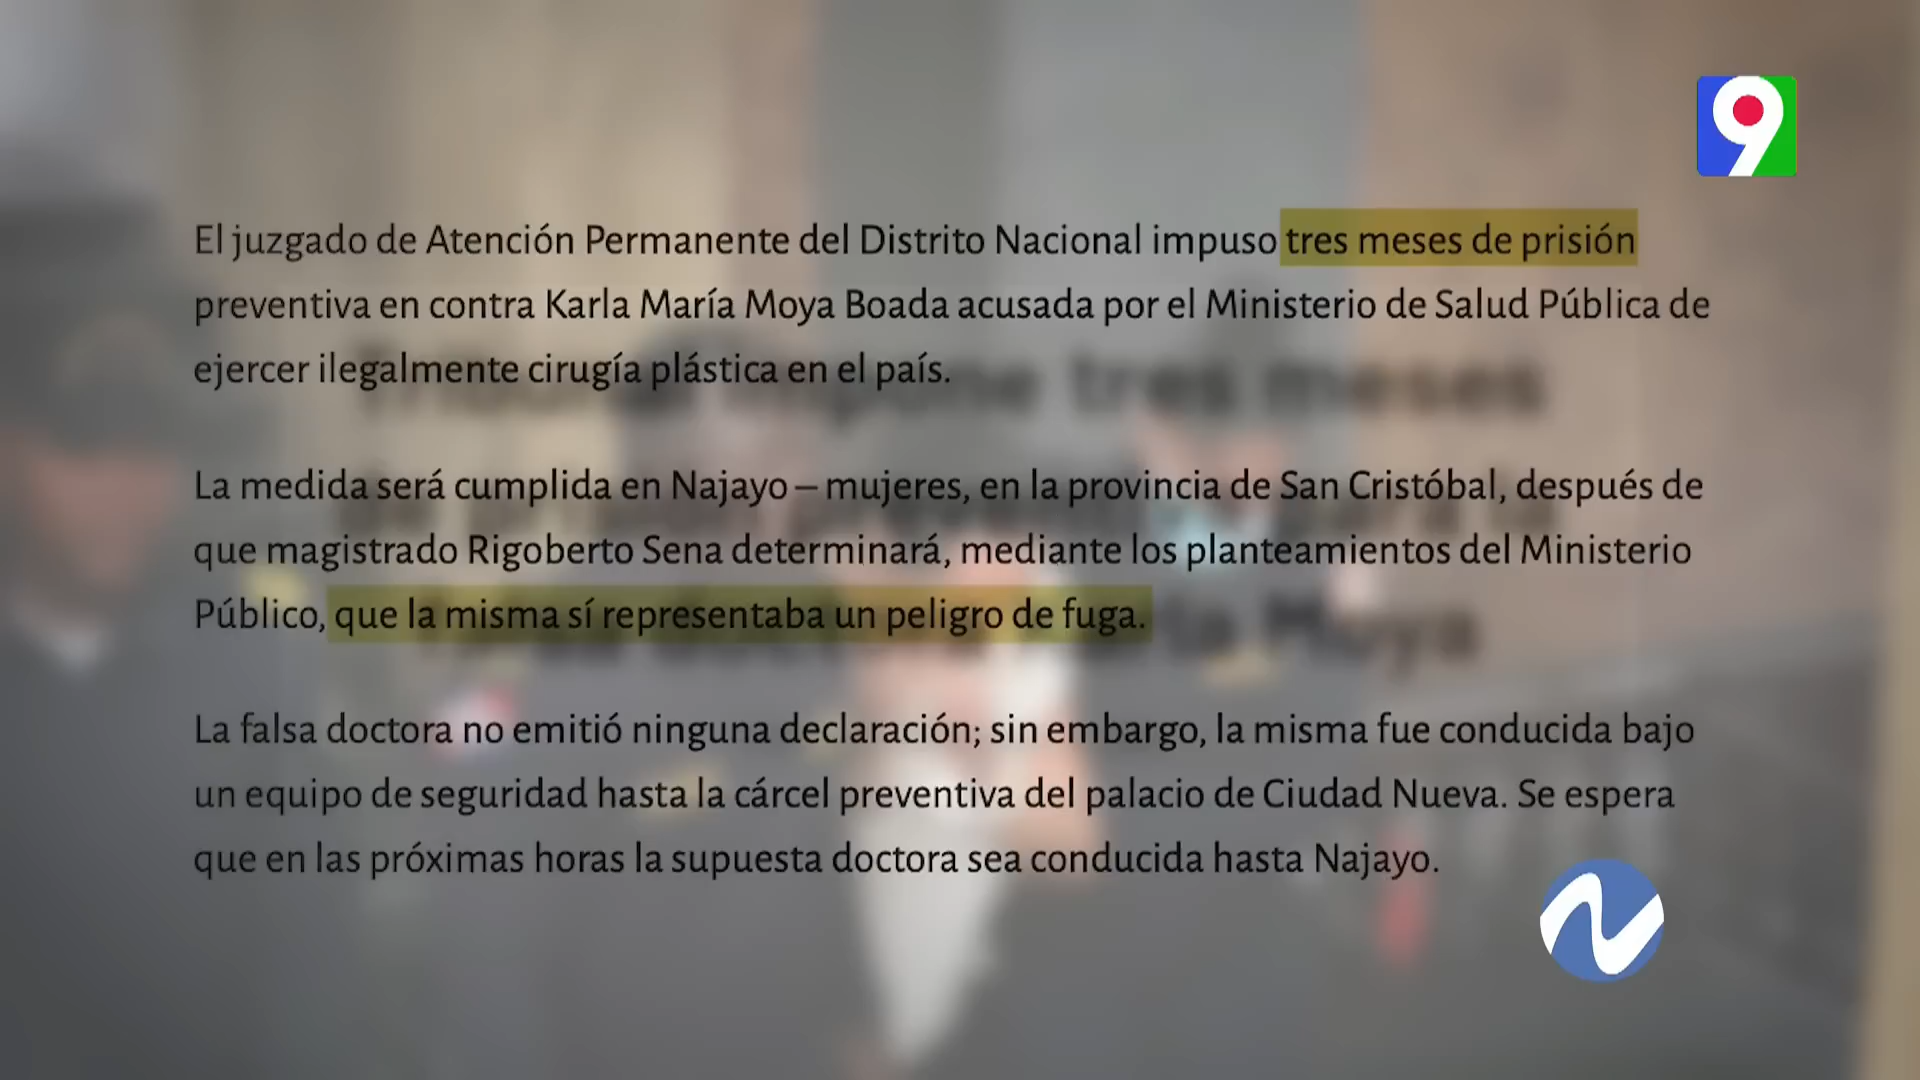 9
El juzgado de Atención Permanente del Distrito Nacional impuso tres meses de prisión
preventiva en contra Karla María Moya Boada acusada por el Ministerio de Salud Pública de
ejercer ilegalmente cirugía plástica en el país.
La medida será cumplida en Najayo – mujeres, en la provincia de San Cristóbal, después de
que magistrado Rigoberto Sena determinará, mediante los planteamientos del Ministerio
Público, que la misma sí representaba un peligro de fuga.
La falsa doctora no emitió ninguna declaración; sin embargo, la misma fue conducida bajo
un equipo de seguridad hasta la cárcel preventiva del palacio de Ciudad Nueva. Se espera
que en las próximas horas la supuesta doctora sea conducida hasta Najayo.
N